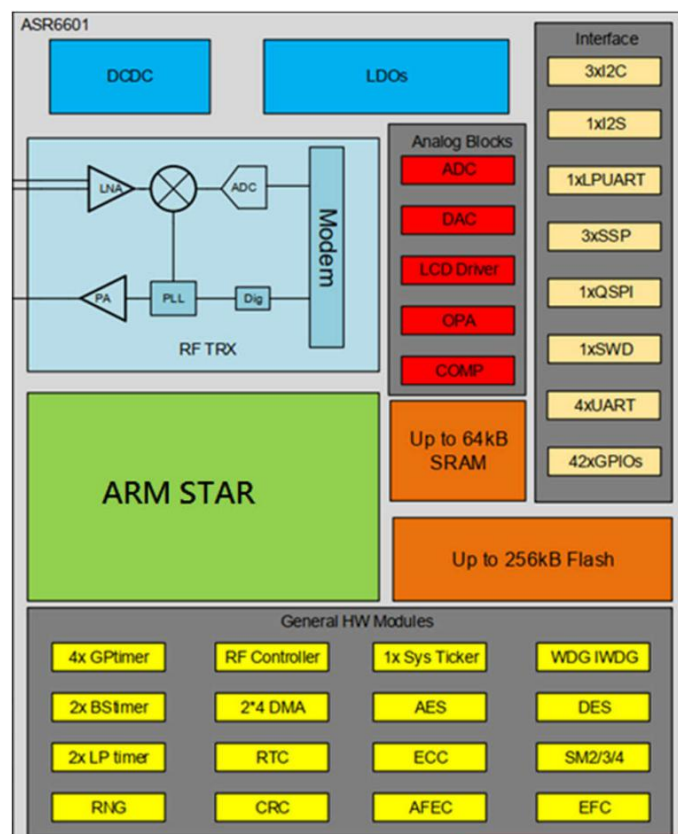 ASR6601
DCDC
LDOs
Interface
3xI2C
1xI2S
1xLPUART
3xSSP
1xQSPI
1xSWD
4xUART
42xGPIOs
LNA
ADC
Modem
PA
PLL
Dig
RF TRX
Analog Blocks
ADC
DAC
LCD Driver
OPA
COMP
ARM STAR
Up to 64kB
SRAM
Up to 256kB Flash
General HW Modules
4x GPtimer
RF Controller
1x Sys Ticker
WDG IWDG
2x BStimer
2*4 DMA
AES
DES
2x LP timer
RTC
ECC
SM2/3/4
RNG
CRC
AFEC
EFC